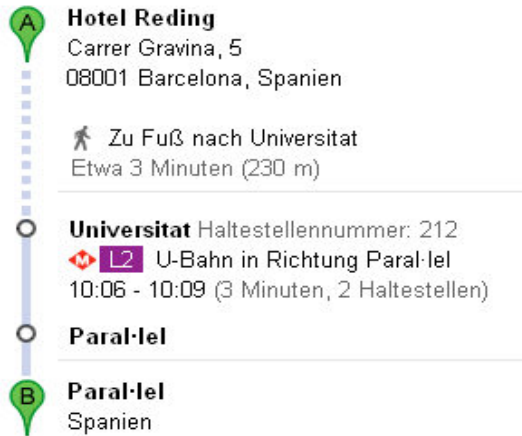 A
Hotel Reding
Carrer Gravina, 5
08001 Barcelona, Spanien
Zu Fuß nach Universitat
Etwa 3 Minuten (230 m)
Universitat Haltestellennummer: 212
M L2 U-Bahn in Richtung Paral·lel
10:06 - 10:09 (3 Minuten, 2 Haltestellen)
Paral·lel
B
Paral·lel
Spanien